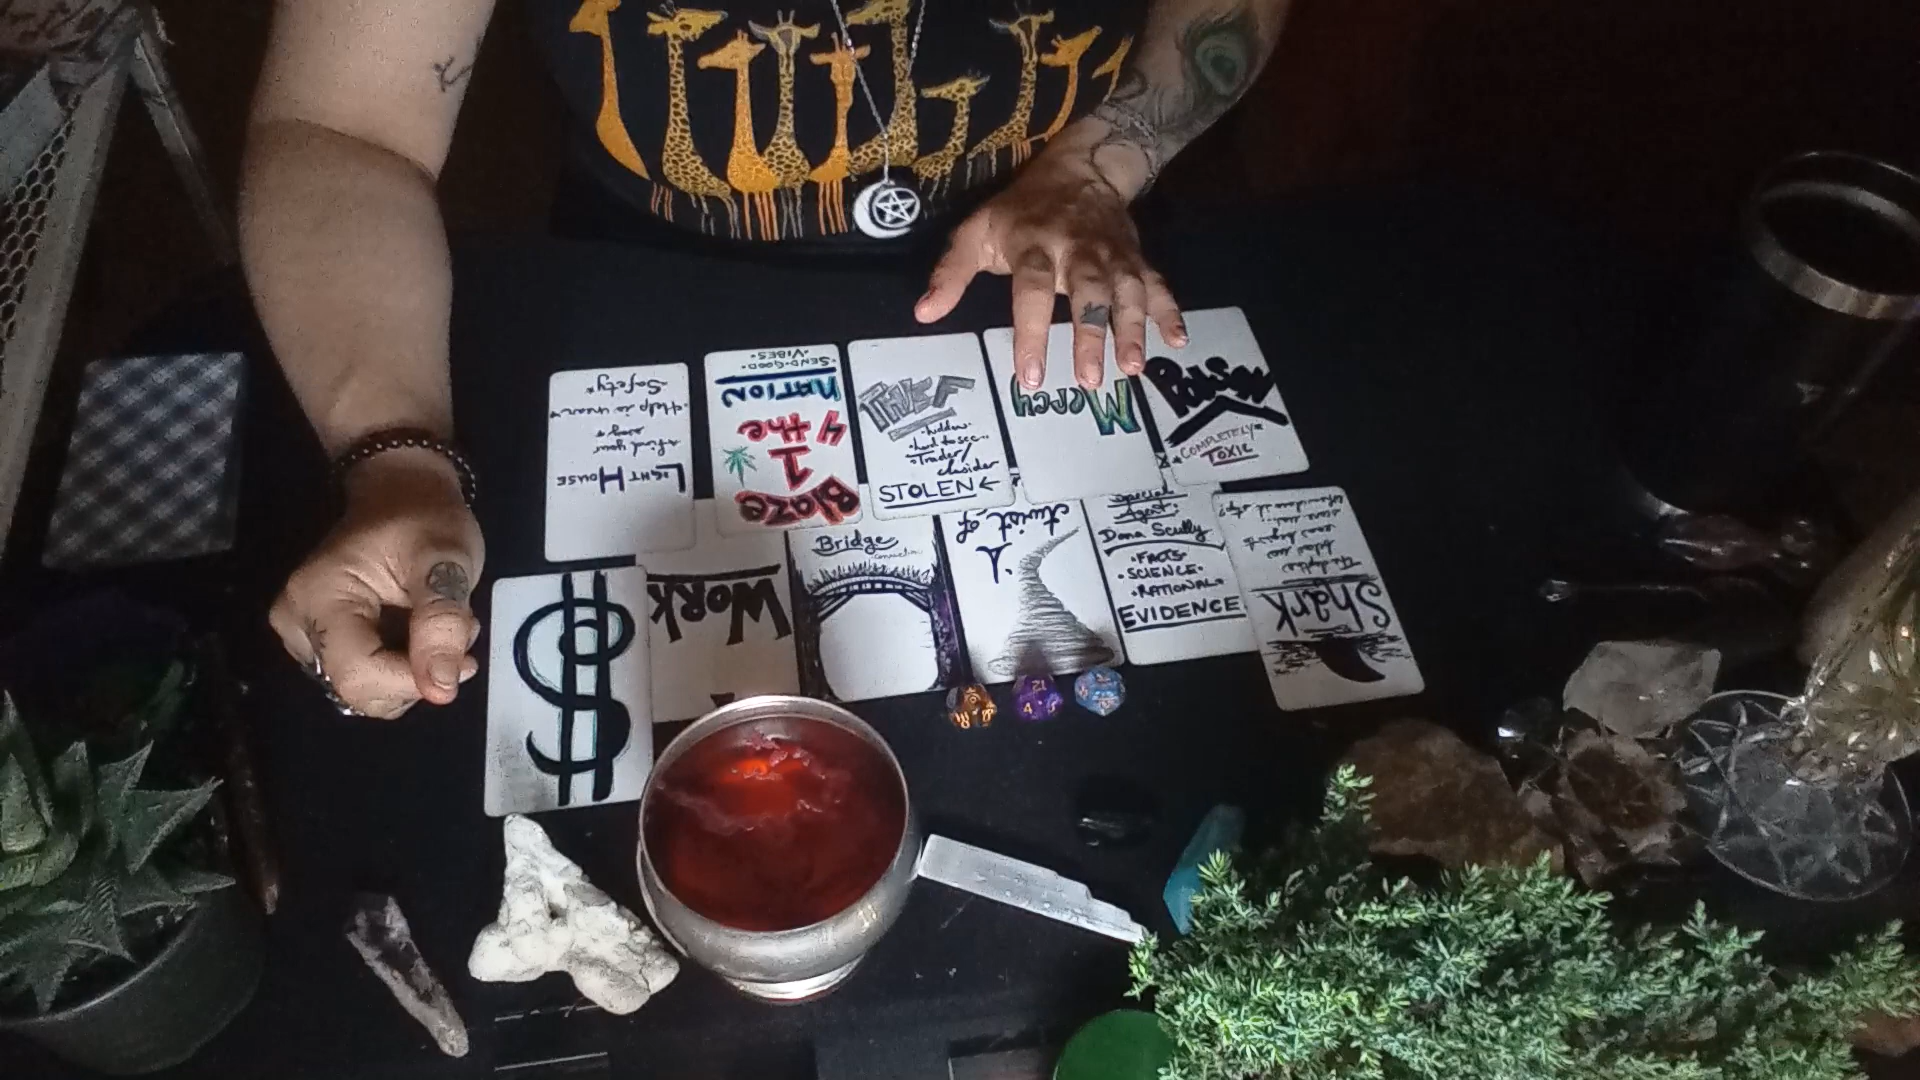 LIGHT HOUSE
*find your
way*
·Help is near*
·Safety*
Blaze
1
4 the
NATION
·SEND·GOOD·
·VIBES·
THIEF
·hidden·
·hard to see..
·Trader/
insider
STOLEN ←
Mercy
Poison
*COMPLETELY*
TOXIC
$
WORK
Bridge
twist of
Special
Agent:
Dana Scully
·FACTS·
·SCIENCE·
·RATIONAL·
EVIDENCE
Shark
12
4